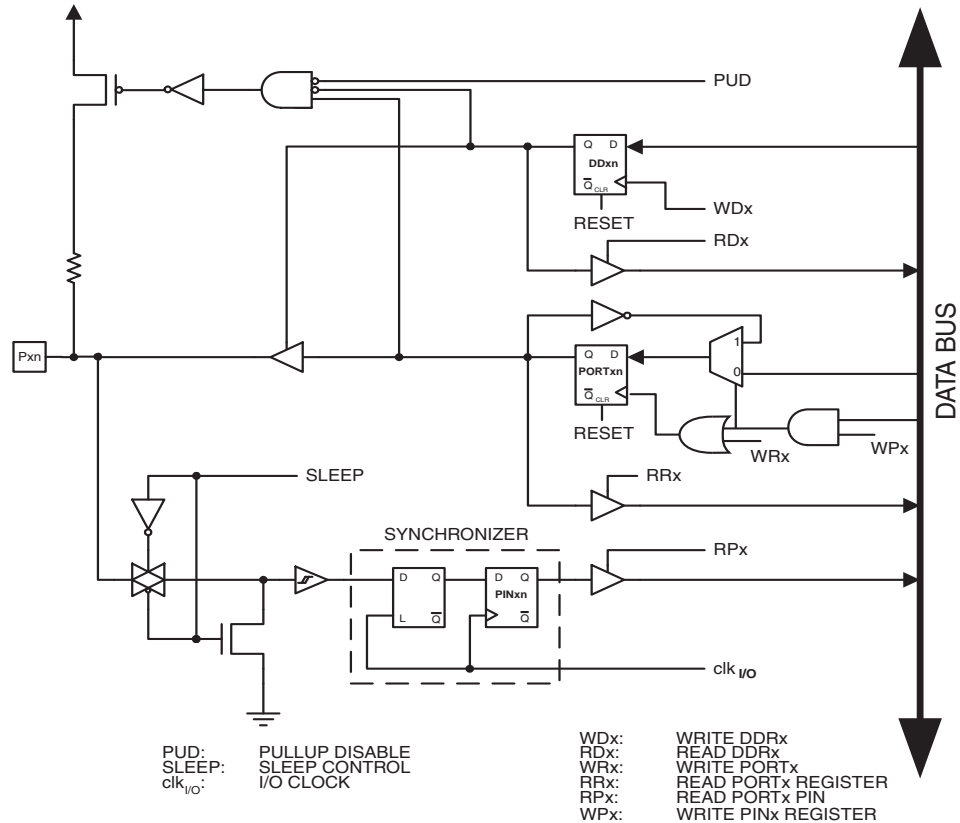 PUD
Q D
DDxn
Q CLR
WDx
RESET
RDx
Pxn
1
Q D
PORTxn
0
Q CLR
RESET
WRx
WPx
DATA BUS
SLEEP
RRx
SYNCHRONIZER
RPx
D Q
D Q
PINxn
L Q
Q
clk I/O
PUD: PULLUP DISABLE
SLEEP: SLEEP CONTROL
clkI/O: I/O CLOCK
WDx: WRITE DDRx
RDx: READ DDRx
WRx: WRITE PORTx
RRx: READ PORTx REGISTER
RPx: READ PORTx PIN
WPx: WRITE PINx REGISTER